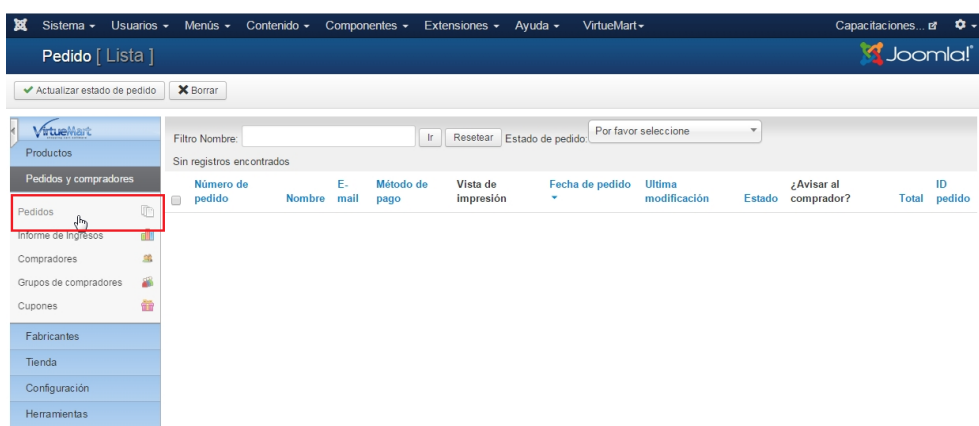 Sistema Usuarios Menús Contenido Componentes Extensiones Ayuda VirtueMart Capacitaciones...
Pedido [ Lista ] Joomla!
Actualizar estado de pedido Borrar
VirtueMart
Filtro Nombre: Ir Resetear Estado de pedido: Por favor seleccione
Productos
Sin registros encontrados
Pedidos y compradores
Número de pedido Nombre E-mail Método de pago Vista de impresión Fecha de pedido Ultima modificación Estado ¿Avisar al comprador? Total ID pedido
Pedidos
Informe de Ingresos
Compradores
Grupos de compradores
Cupones
Fabricantes
Tienda
Configuración
Herramientas